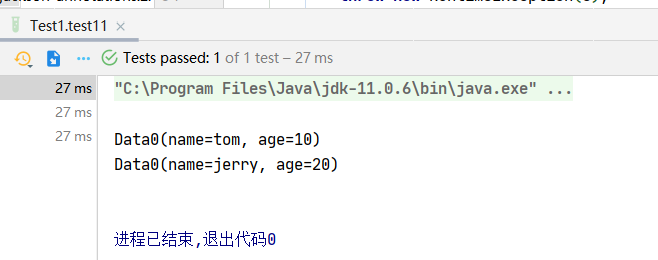 Test1.test11
Tests passed: 1 of 1 test – 27 ms
27 ms "C:\Program Files\Java\jdk-11.0.6\bin\java.exe" ...
27 ms
27 ms Data0(name=tom, age=10)
Data0(name=jerry, age=20)
进程已结束,退出代码0